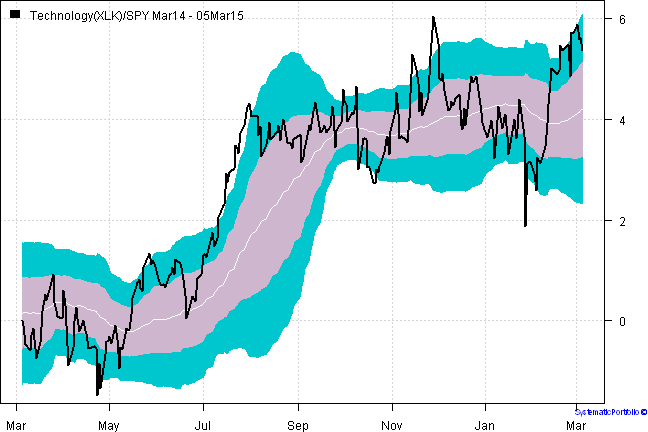 Technology(XLK)/SPY Mar14 - 05Mar15
6
4
2
0
SystematicPortfolio ©
Mar May Jul Sep Nov Jan Mar